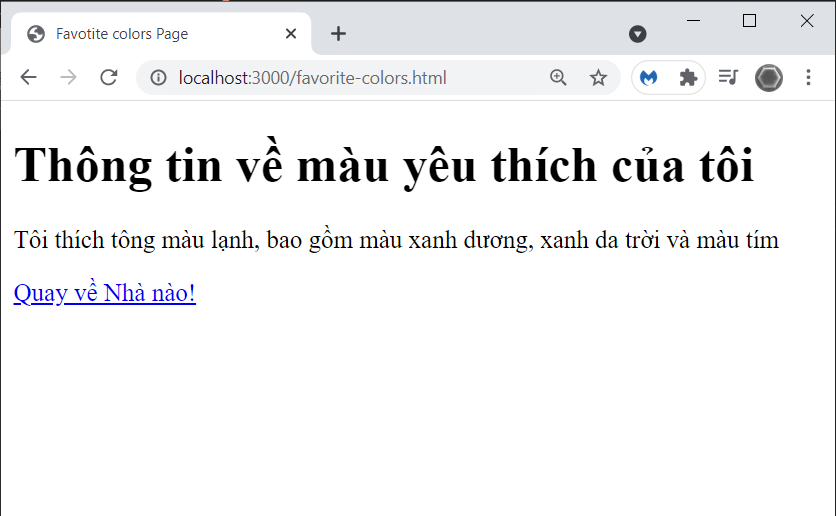 Favotite colors Page
localhost:3000/favorite-colors.html
Thông tin về màu yêu thích của tôi
Tôi thích tông màu lạnh, bao gồm màu xanh dương, xanh da trời và màu tím
Quay về Nhà nào!